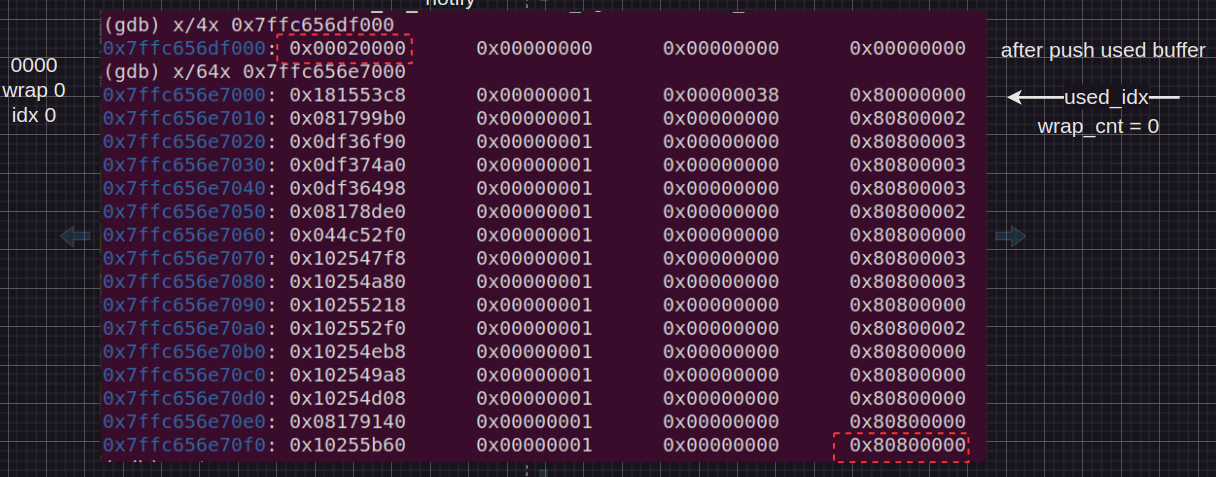 notify
(gdb) x/4x 0x7ffc656df000
0x7ffc656df000: 0x00020000 0x00000000 0x00000000 0x00000000
(gdb) x/64x 0x7ffc656e7000
0x7ffc656e7000: 0x181553c8 0x00000001 0x00000038 0x80000000
0x7ffc656e7010: 0x081799b0 0x00000001 0x00000000 0x80800002
0x7ffc656e7020: 0x0df36f90 0x00000001 0x00000000 0x80800003
0x7ffc656e7030: 0x0df374a0 0x00000001 0x00000000 0x80800003
0x7ffc656e7040: 0x0df36498 0x00000001 0x00000000 0x80800003
0x7ffc656e7050: 0x08178de0 0x00000001 0x00000000 0x80800002
0x7ffc656e7060: 0x044c52f0 0x00000001 0x00000000 0x80800000
0x7ffc656e7070: 0x102547f8 0x00000001 0x00000000 0x80800003
0x7ffc656e7080: 0x10254a80 0x00000001 0x00000000 0x80800003
0x7ffc656e7090: 0x10255218 0x00000001 0x00000000 0x80800000
0x7ffc656e70a0: 0x102552f0 0x00000001 0x00000000 0x80800002
0x7ffc656e70b0: 0x10254eb8 0x00000001 0x00000000 0x80800000
0x7ffc656e70c0: 0x102549a8 0x00000001 0x00000000 0x80800000
0x7ffc656e70d0: 0x10254d08 0x00000001 0x00000000 0x80800000
0x7ffc656e70e0: 0x08179140 0x00000001 0x00000000 0x80800000
0x7ffc656e70f0: 0x10255b60 0x00000001 0x00000000 0x80800000
0000
wrap 0
idx 0
after push used buffer
used_idx
wrap_cnt = 0